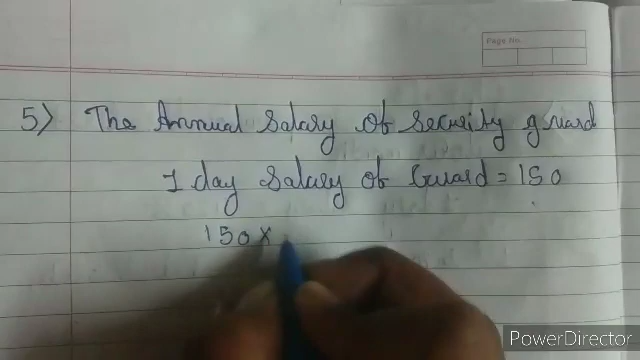 Page No.
5) The Annual Salary of Security guard
1 day Salary of Guard = 150
150 ×
PowerDirector